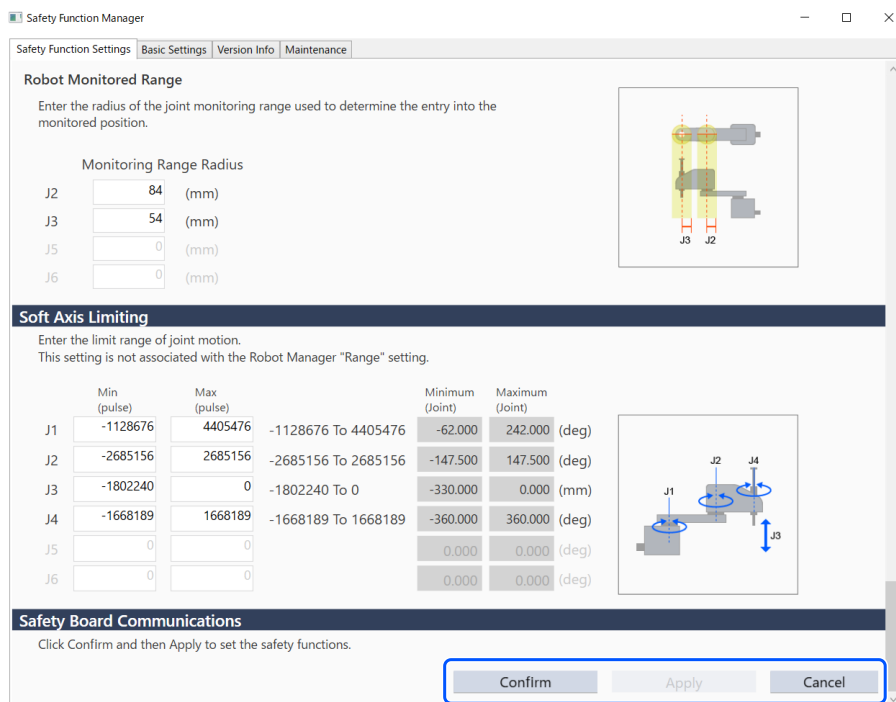 Safety Function Manager
Safety Function Settings Basic Settings Version Info Maintenance
Robot Monitored Range
Enter the radius of the joint monitoring range used to determine the entry into the
monitored position.
Monitoring Range Radius
J2 84 (mm)
J3 54 (mm)
J5 0 (mm)
J6 0 (mm)
J3 J2
Soft Axis Limiting
Enter the limit range of joint motion.
This setting is not associated with the Robot Manager "Range" setting.
Min Max Minimum Maximum
(pulse) (pulse) (Joint) (Joint)
J1 -1128676 4405476 -1128676 To 4405476 -62.000 242.000 (deg)
J2 -2685156 2685156 -2685156 To 2685156 -147.500 147.500 (deg)
J3 -1802240 0 -1802240 To 0 -330.000 0.000 (mm)
J4 -1668189 1668189 -1668189 To 1668189 -360.000 360.000 (deg)
J5 0 0 0.000 0.000 (deg)
J6 0 0 0.000 0.000 (deg)
J2 J4
J1
J3
Safety Board Communications
Click Confirm and then Apply to set the safety functions.
Confirm Apply Cancel